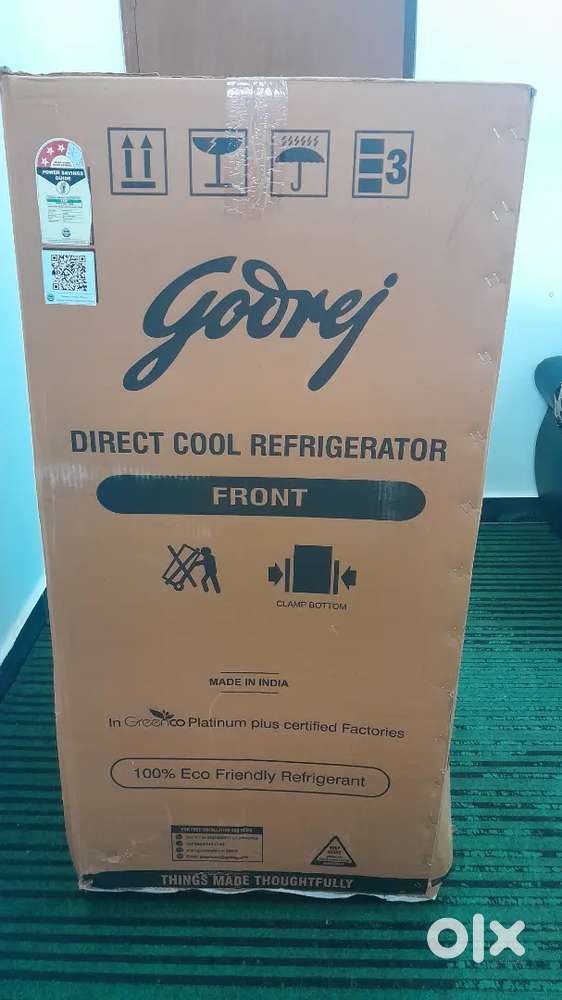 POWER SAVINGS
GUIDE
3
Godrej
DIRECT COOL REFRIGERATOR
FRONT
CLAMP BOTTOM
MADE IN INDIA
In Greenco Platinum plus certified Factories
100% Eco Friendly Refrigerant
THINGS MADE THOUGHTFULLY
olx